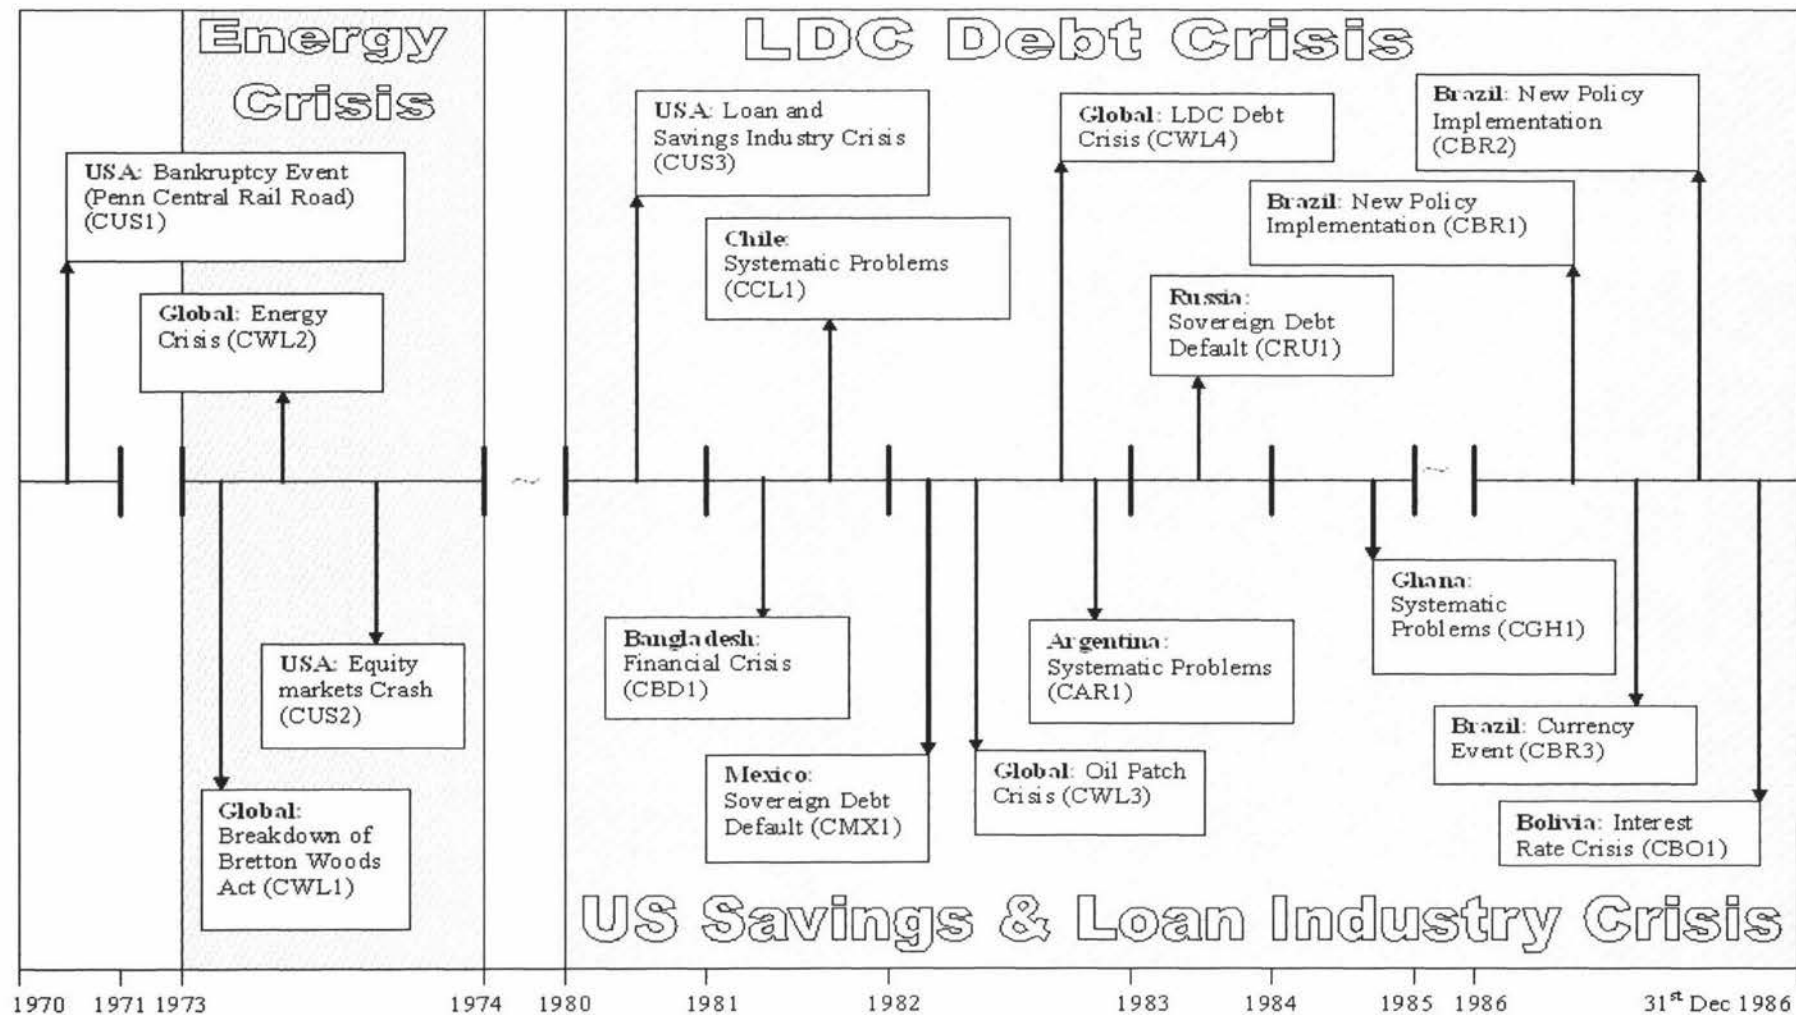 Energy
Crisis
LDC Debt Crisis
USA: Bankruptcy Event
(Penn Central Rail Road)
(CUS1)
Global: Energy
Crisis (CWL2)
USA: Loan and
Savings Industry Crisis
(CUS3)
Chile:
Systematic Problems
(CCL1)
Global: LDC Debt
Crisis (CWL4)
Russia:
Sovereign Debt
Default (CRU1)
Brazil: New Policy
Implementation (CBR1)
Brazil: New Policy
Implementation
(CBR2)
~
~
Global:
Breakdown of
Bretton Woods
Act (CWL1)
USA: Equity
markets Crash
(CUS2)
Bangladesh:
Financial Crisis
(CBD1)
Mexico:
Sovereign Debt
Default (CMX1)
Global: Oil Patch
Crisis (CWL3)
Argentina:
Systematic Problems
(CAR1)
Ghana:
Systematic
Problems (CGH1)
Brazil: Currency
Event (CBR3)
Bolivia: Interest
Rate Crisis (CBO1)
US Savings & Loan Industry Crisis
1970 1971 1973 1974 1980 1981 1982 1983 1984 1985 1986 31st Dec 1986